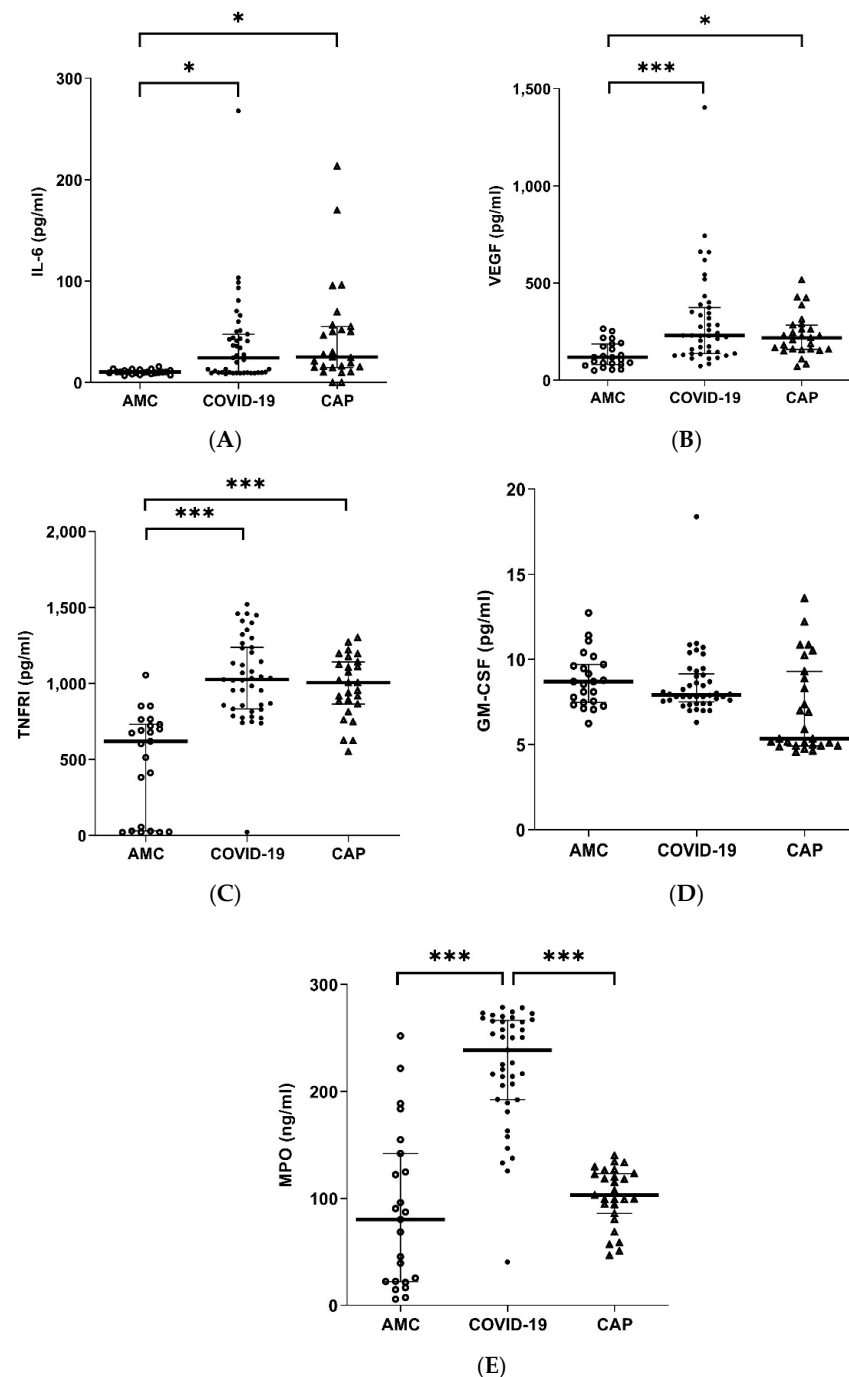 *
*
300
200
100
0
IL-6 (pg/ml)
AMC COVID-19 CAP
(A)
*
***
1,500
1,000
500
0
VEGF (pg/ml)
AMC COVID-19 CAP
(B)
***
***
2,000
1,500
1,000
500
0
TNFRI (pg/ml)
AMC COVID-19 CAP
(C)
20
15
10
5
0
GM-CSF (pg/ml)
AMC COVID-19 CAP
(D)
*** ***
300
200
100
0
MPO (ng/ml)
AMC COVID-19 CAP
(E)